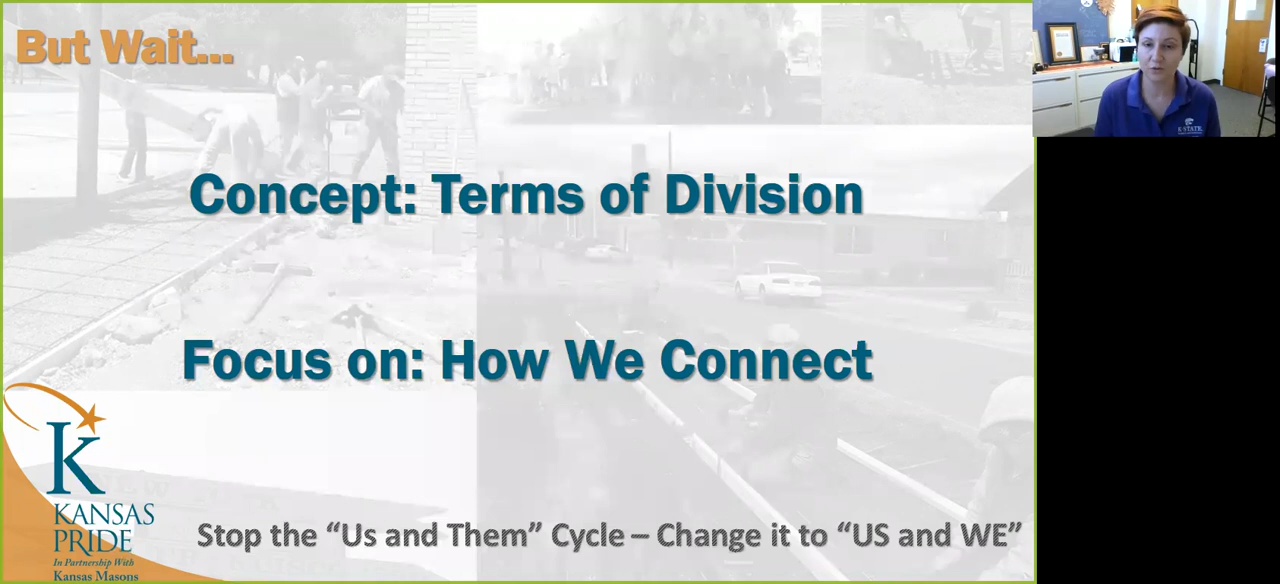 But Wait...
Concept: Terms of Division
Focus on: How We Connect
Stop the “Us and Them” Cycle – Change it to “US and WE”
K
KANSAS
PRIDE
In Partnership With
Kansas Masons
K-STATE